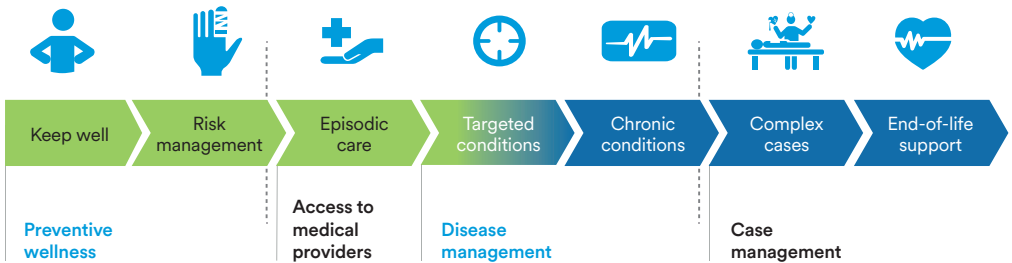 Keep well
Risk
management
Episodic
care
Targeted
conditions
Chronic
conditions
Complex
cases
End-of-life
support
Preventive
wellness
Access to
medical
providers
Disease
management
Case
management